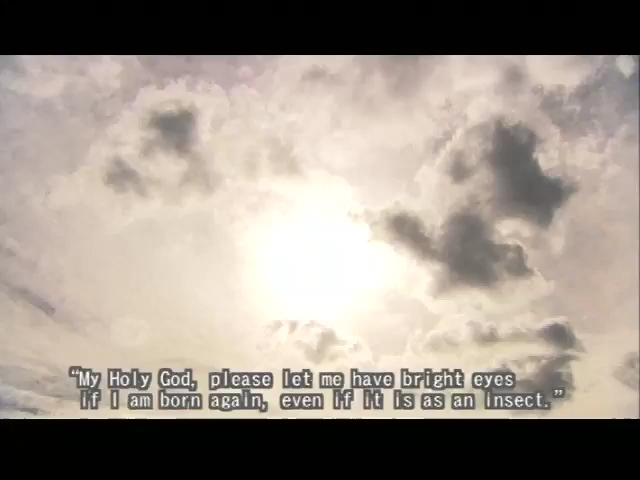 “My Holy God, please let me have bright eyes
if I am born again, even if it is as an insect.”